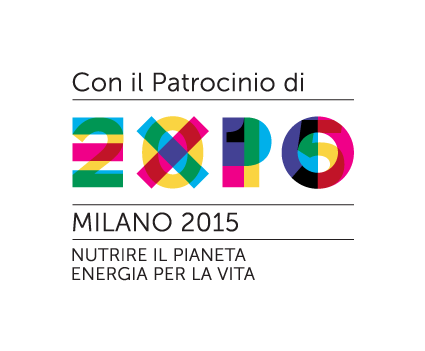 Con il Patrocinio di
EXPO
MILANO 2015
NUTRIRE IL PIANETA
ENERGIA PER LA VITA